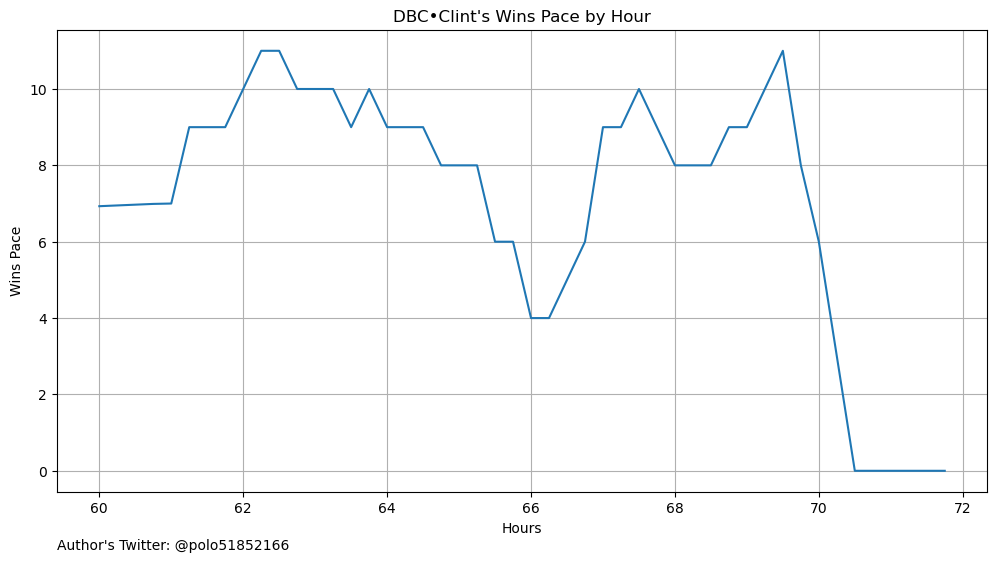 DBC•Clint's Wins Pace by Hour
10
8
6
4
2
0
Wins Pace
60 62 64 66 68 70 72
Hours
Author's Twitter: @polo51852166